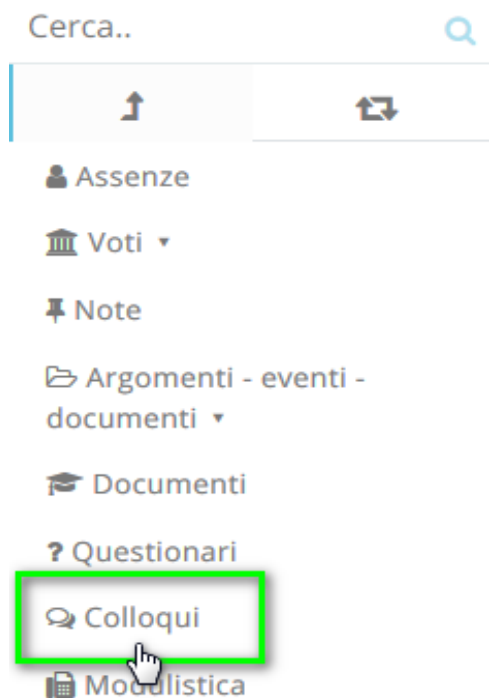 Cerca..
Assenze
Voti
Note
Argomenti - eventi -
documenti
Documenti
? Questionari
Colloqui
Modulistica